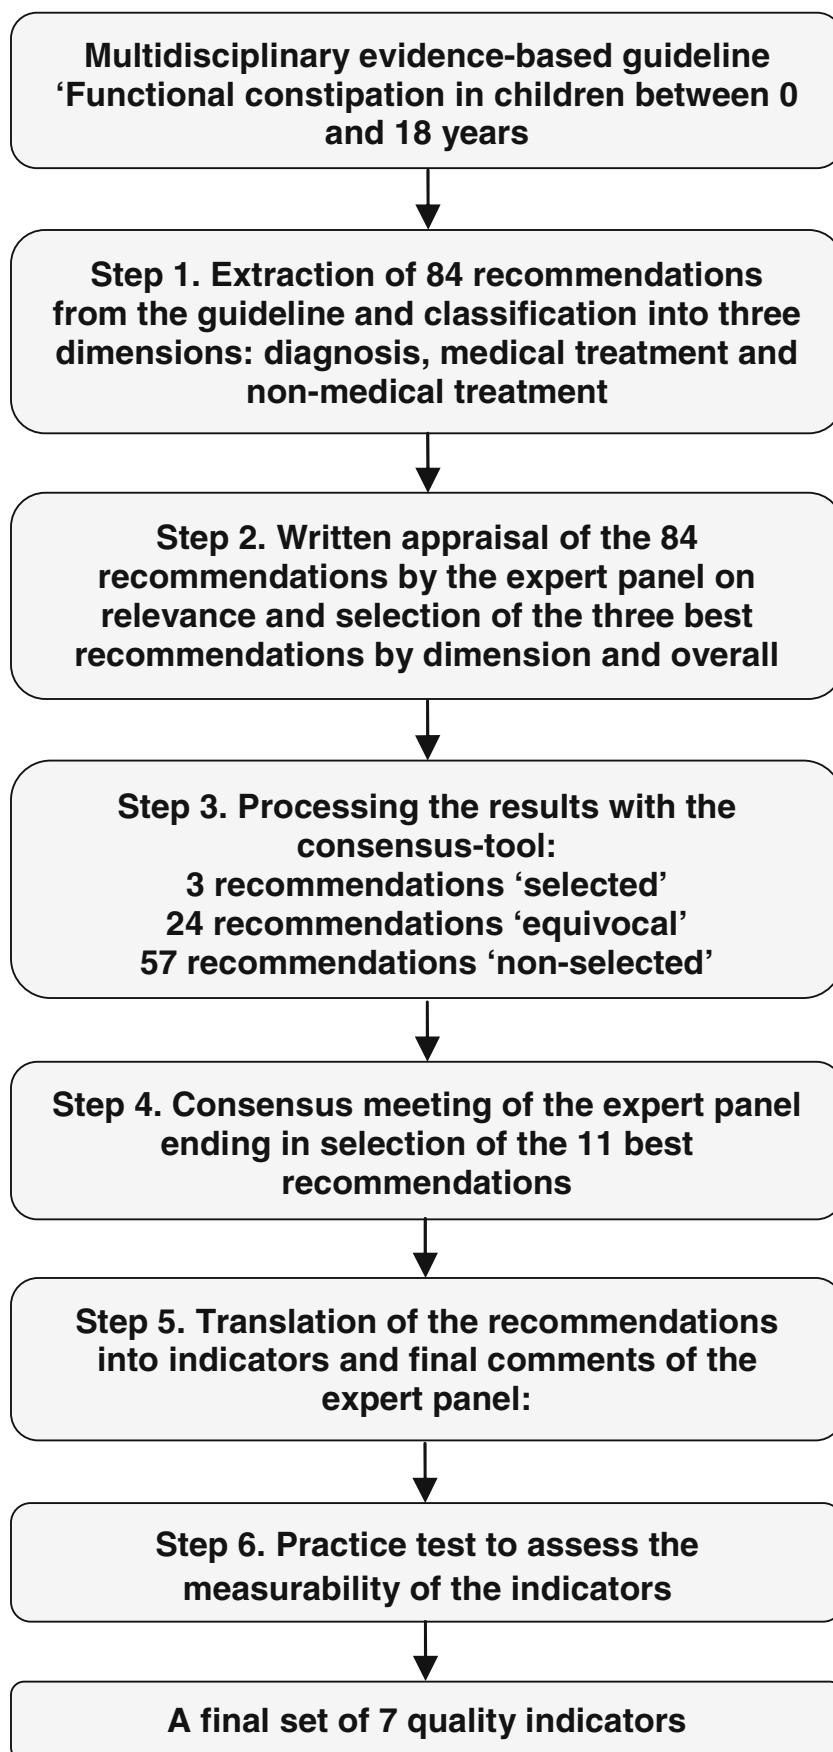 Multidisciplinary evidence-based guideline
‘Functional constipation in children between 0
and 18 years
Step 1. Extraction of 84 recommendations
from the guideline and classification into three
dimensions: diagnosis, medical treatment and
non-medical treatment
Step 2. Written appraisal of the 84
recommendations by the expert panel on
relevance and selection of the three best
recommendations by dimension and overall
Step 3. Processing the results with the
consensus-tool:
3 recommendations ‘selected’
24 recommendations ‘equivocal’
57 recommendations ‘non-selected’
Step 4. Consensus meeting of the expert panel
ending in selection of the 11 best
recommendations
Step 5. Translation of the recommendations
into indicators and final comments of the
expert panel:
Step 6. Practice test to assess the
measurability of the indicators
A final set of 7 quality indicators